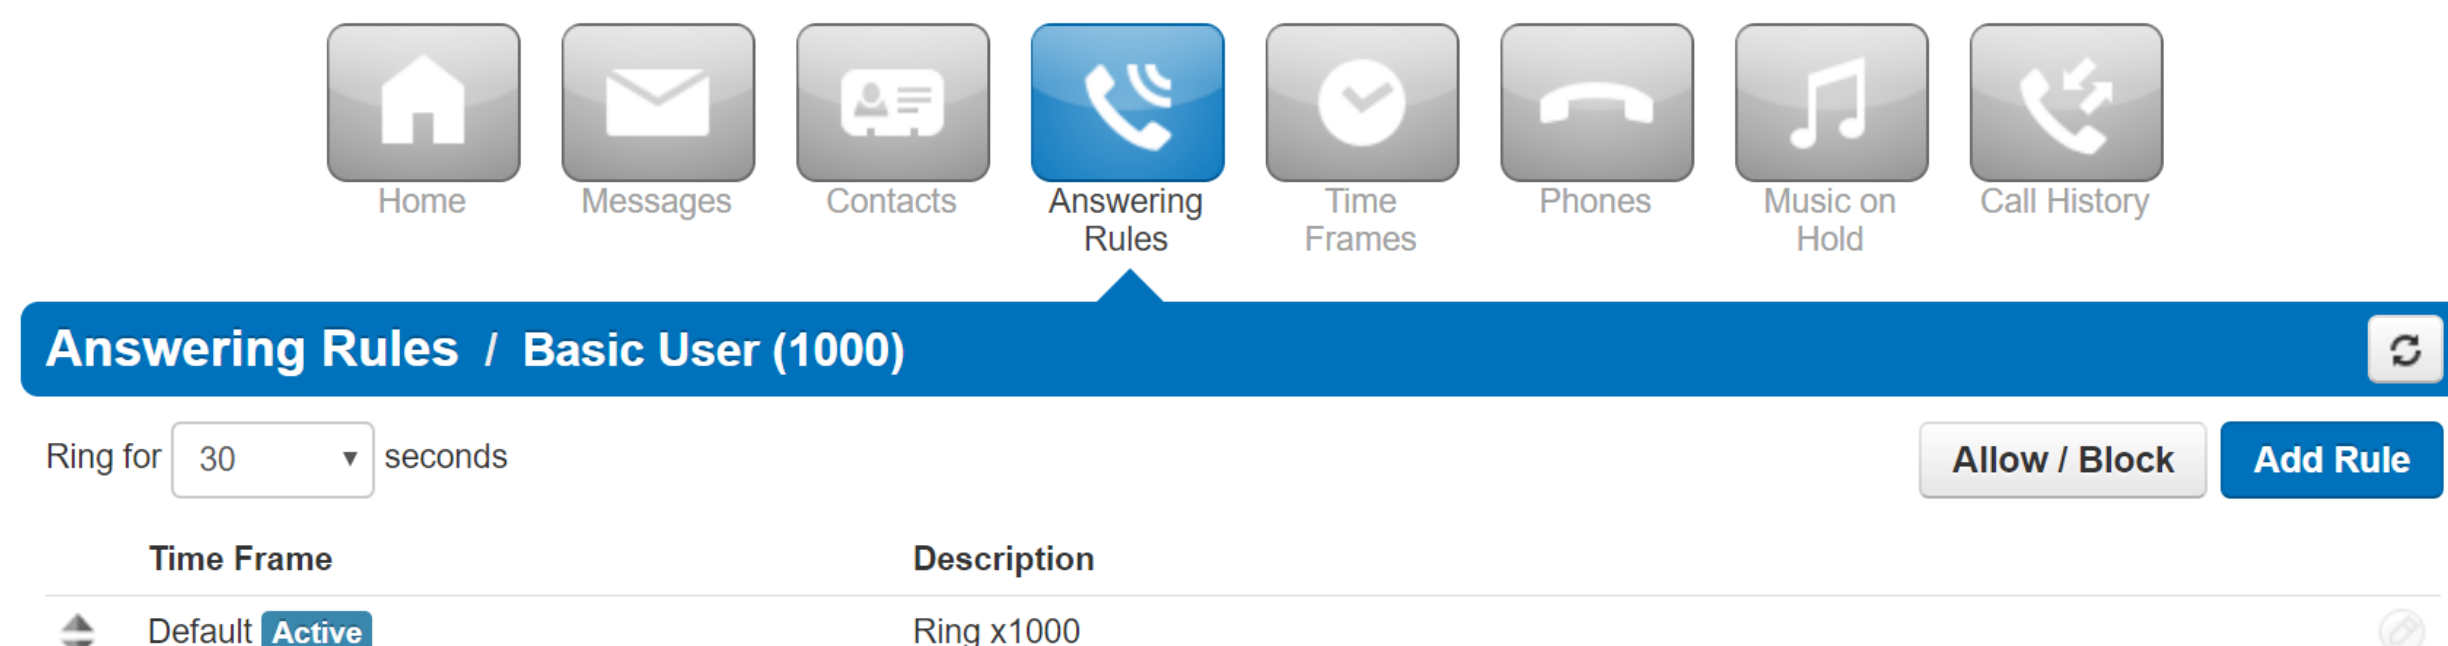 Home
Messages
Contacts
Answering
Rules
Time
Frames
Phones
Music on
Hold
Call History
Answering Rules / Basic User (1000)
Ring for 30 seconds
Allow / Block
Add Rule
Time Frame
Description
Default Active
Ring x1000